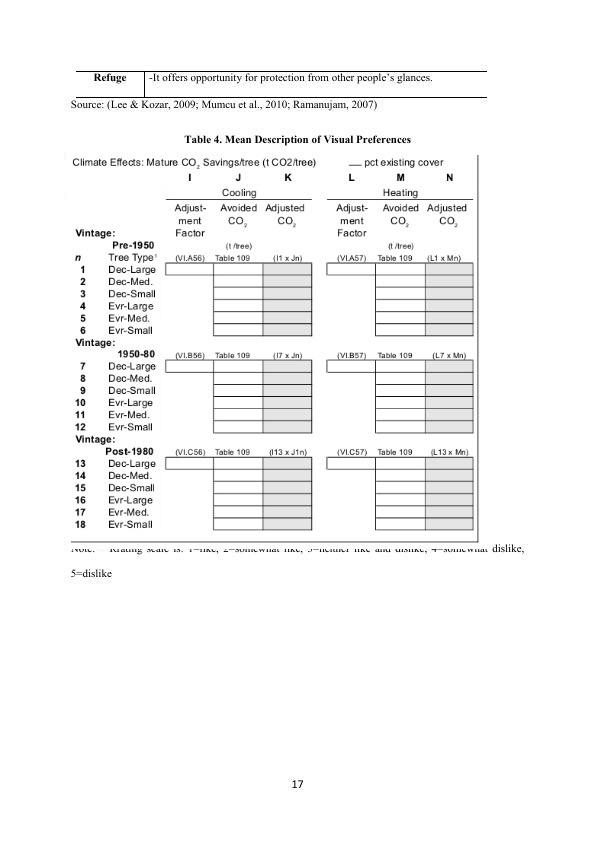 Refuge -It offers opportunity for protection from other people's glances.
Source: (Lee & Kozar, 2009; Mumcu et al., 2010; Ramanujam, 2007)
Table 4. Mean Description of Visual Preferences
Climate Effects: Mature CO2 Savings/tree (t CO2/tree) ___ pct existing cover
I J K L M N
Cooling Heating
Adjust- Avoided Adjusted Adjust- Avoided Adjusted
ment CO2 CO2 ment CO2 CO2
Vintage: Factor Factor
Pre-1950 (t /tree) (t /tree)
n Tree Type1 (VI.A56) Table 109 (I1 x Jn) (VI.A57) Table 109 (L1 x Mn)
1 Dec-Large
2 Dec-Med.
3 Dec-Small
4 Evr-Large
5 Evr-Med.
6 Evr-Small
Vintage:
1950-80 (VI.B56) Table 109 (I7 x Jn) (VI.B57) Table 109 (L7 x Mn)
7 Dec-Large
8 Dec-Med.
9 Dec-Small
10 Evr-Large
11 Evr-Med.
12 Evr-Small
Vintage:
Post-1980 (VI.C56) Table 109 (I13 x J1n) (VI.C57) Table 109 (L13 x Mn)
13 Dec-Large
14 Dec-Med.
15 Dec-Small
16 Evr-Large
17 Evr-Med.
18 Evr-Small
scale is: 1=like, 2=somewhat like, 3=neither like and dislike, 4=somewhat dislike,
5=dislike
17